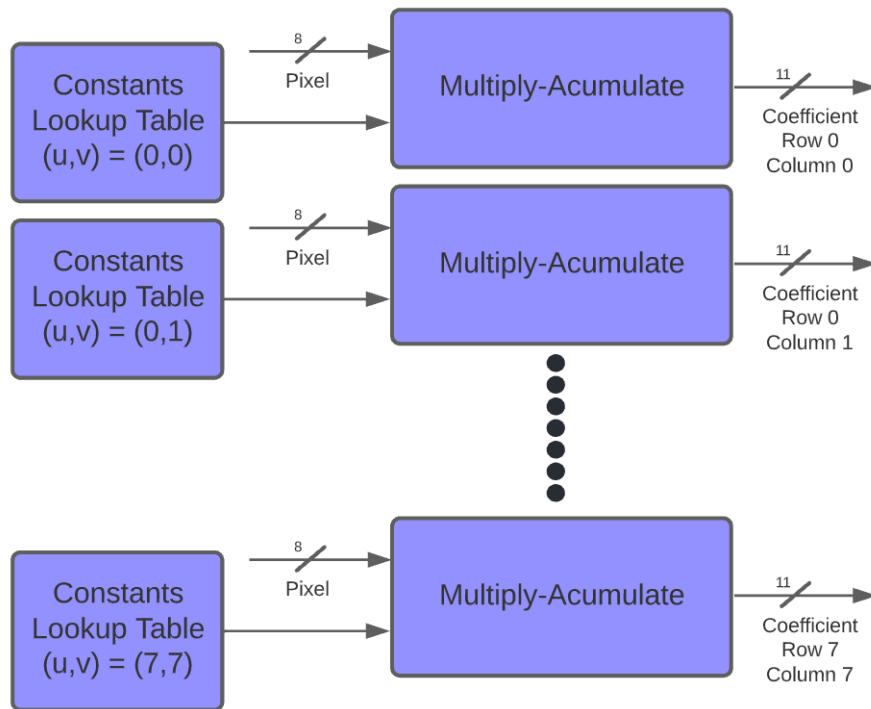 Constants
Lookup Table
(u,v) = (0,0)
8
Pixel
Multiply-Acumulate
11
Coefficient
Row 0
Column 0
Constants
Lookup Table
(u,v) = (0,1)
8
Pixel
Multiply-Acumulate
11
Coefficient
Row 0
Column 1
Constants
Lookup Table
(u,v) = (7,7)
8
Pixel
Multiply-Acumulate
11
Coefficient
Row 7
Column 7